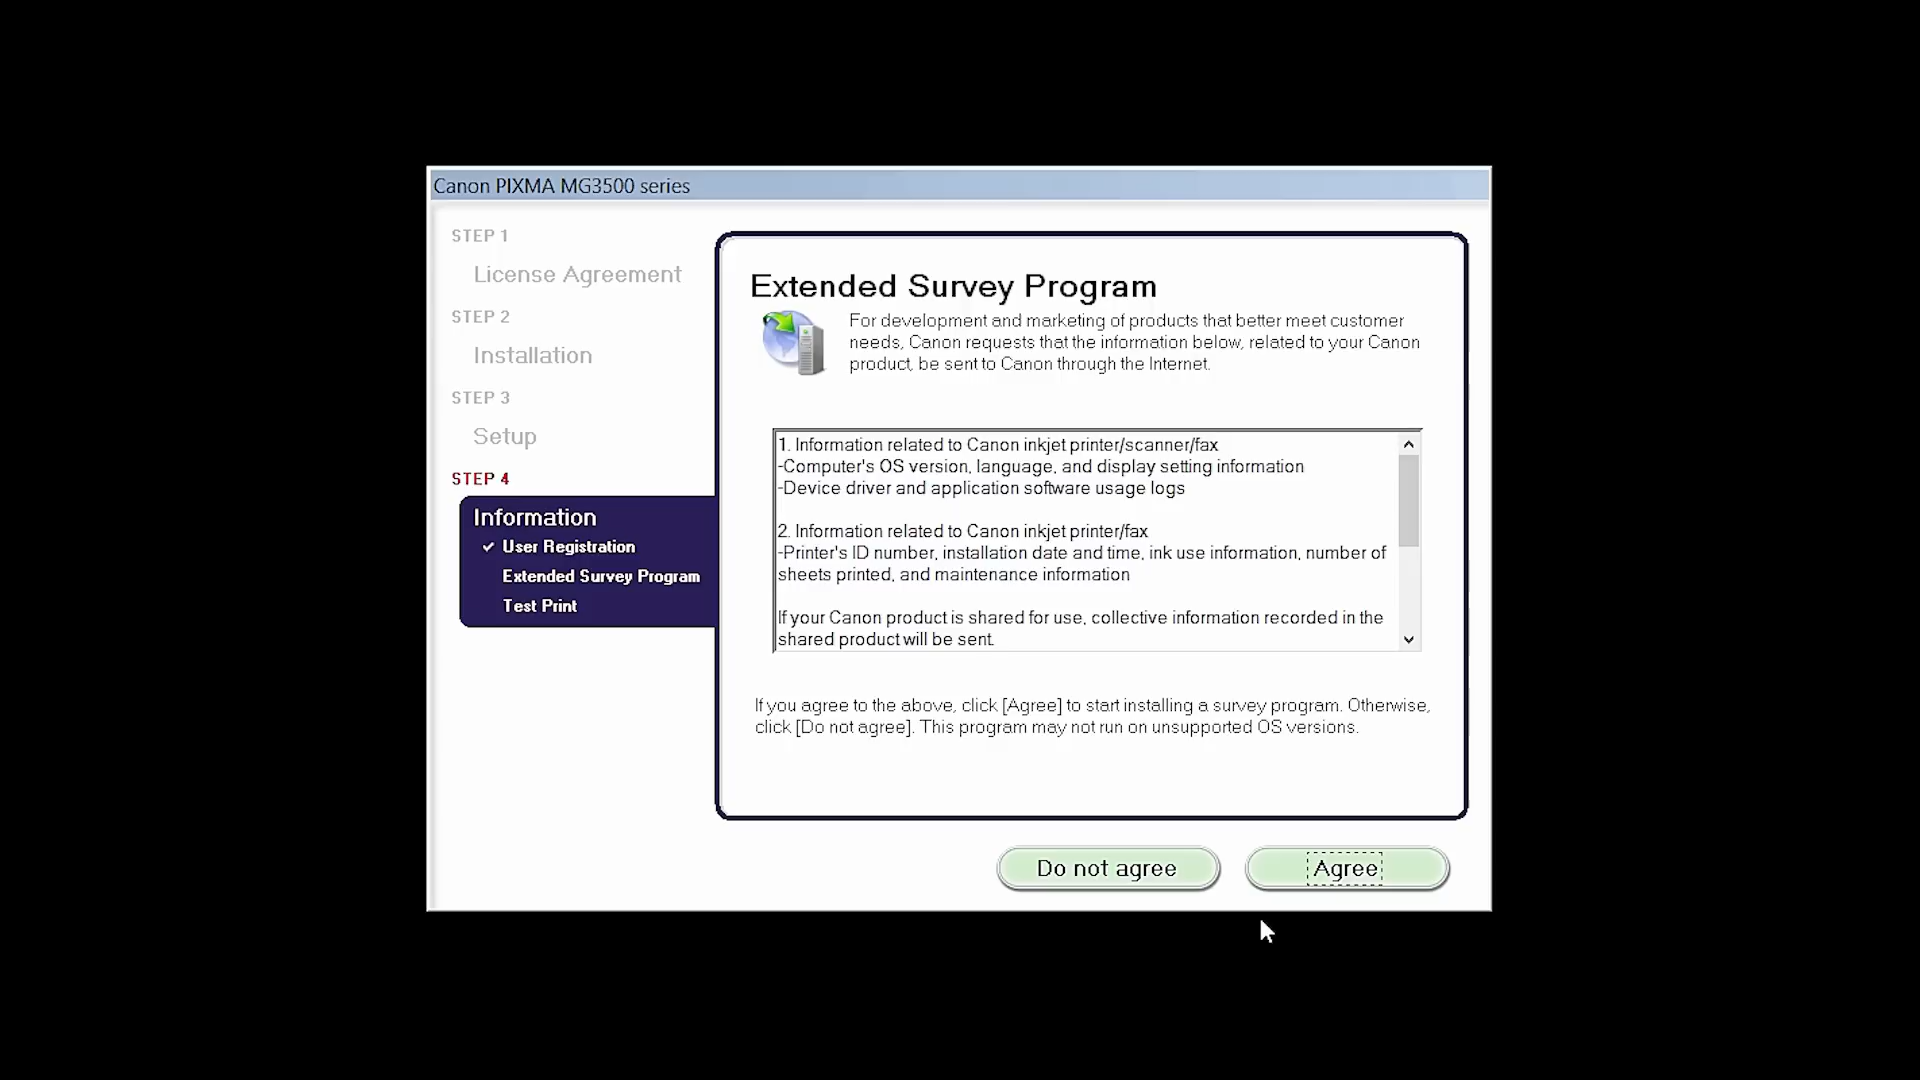 Canon PIXMA MG3500 series
STEP 1
License Agreement
STEP 2
Installation
STEP 3
Setup
STEP 4
Information
User Registration
Extended Survey Program
Test Print
Extended Survey Program
For development and marketing of products that better meet customer
needs, Canon requests that the information below, related to your Canon
product, be sent to Canon through the Internet.
1. Information related to Canon inkjet printer/scanner/fax
-Computer's OS version, language, and display setting information
-Device driver and application software usage logs
2. Information related to Canon inkjet printer/fax
-Printer's ID number, installation date and time, ink use information, number of
sheets printed, and maintenance information
If your Canon product is shared for use, collective information recorded in the
shared product will be sent.
If you agree to the above, click [Agree] to start installing a survey program. Otherwise,
click [Do not agree]. This program may not run on unsupported OS versions.
Do not agree
Agree